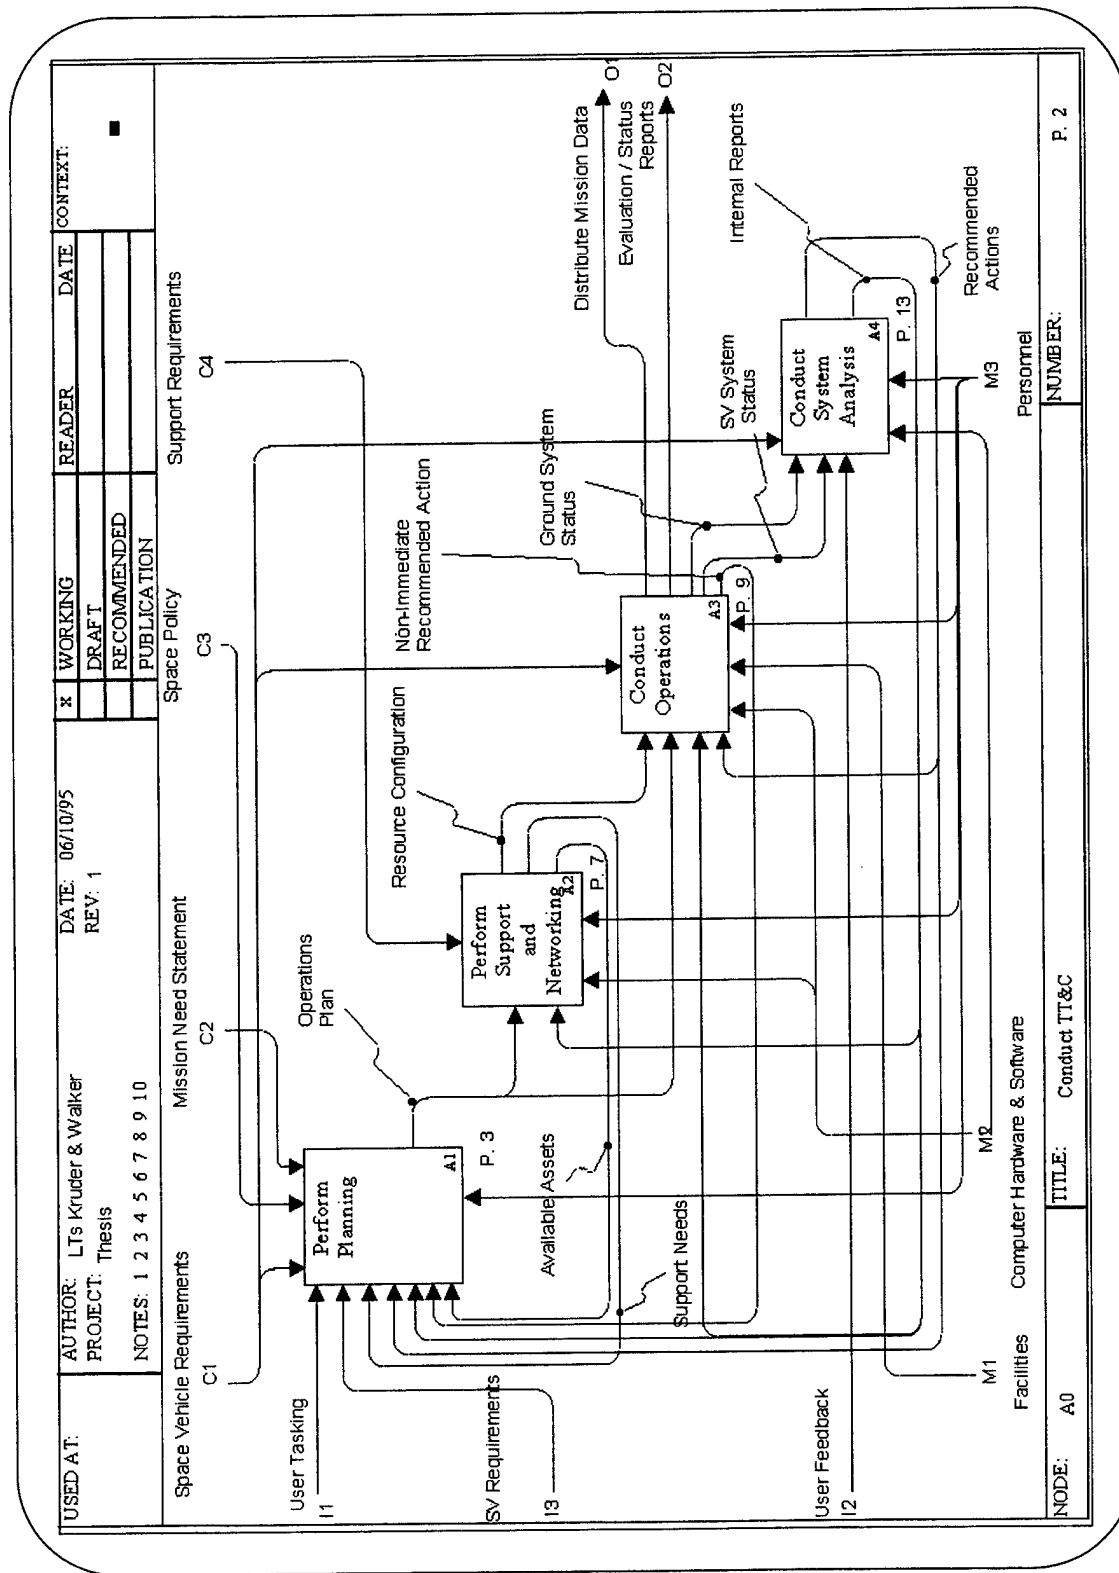 USED AT:
AUTHOR: LTs Kruder & Walker
PROJECT: Thesis
NOTES: 1 2 3 4 5 6 7 8 9 10
DATE: 06/10/95
REV: 1
x WORKING
DRAFT
RECOMMENDED
PUBLICATION
READER DATE
CONTEXT:
Space Vehicle Requirements
C1
Mission Need Statement
C2
Space Policy
C3
Support Requirements
C4
User Tasking
I1
SV Requirements
I3
User Feedback
I2
Perform
Planning
A1
P. 3
Operations
Plan
Available Assets
Support Needs
Perform
Support
and
Networking
A2
P. 7
Resource Configuration
Non-Immediate
Recommended Action
Conduct
Operations
A3
P. 9
Ground System
Status
SV System
Status
Conduct
System
Analysis
A4
P. 13
Distribute Mission Data
O1
Evaluation / Status
Reports
O2
Internal Reports
Recommended
Actions
M1
Facilities
M2
Computer Hardware & Software
M3
Personnel
NODE: A0
TITLE: Conduct TT&C
NUMBER: P. 2